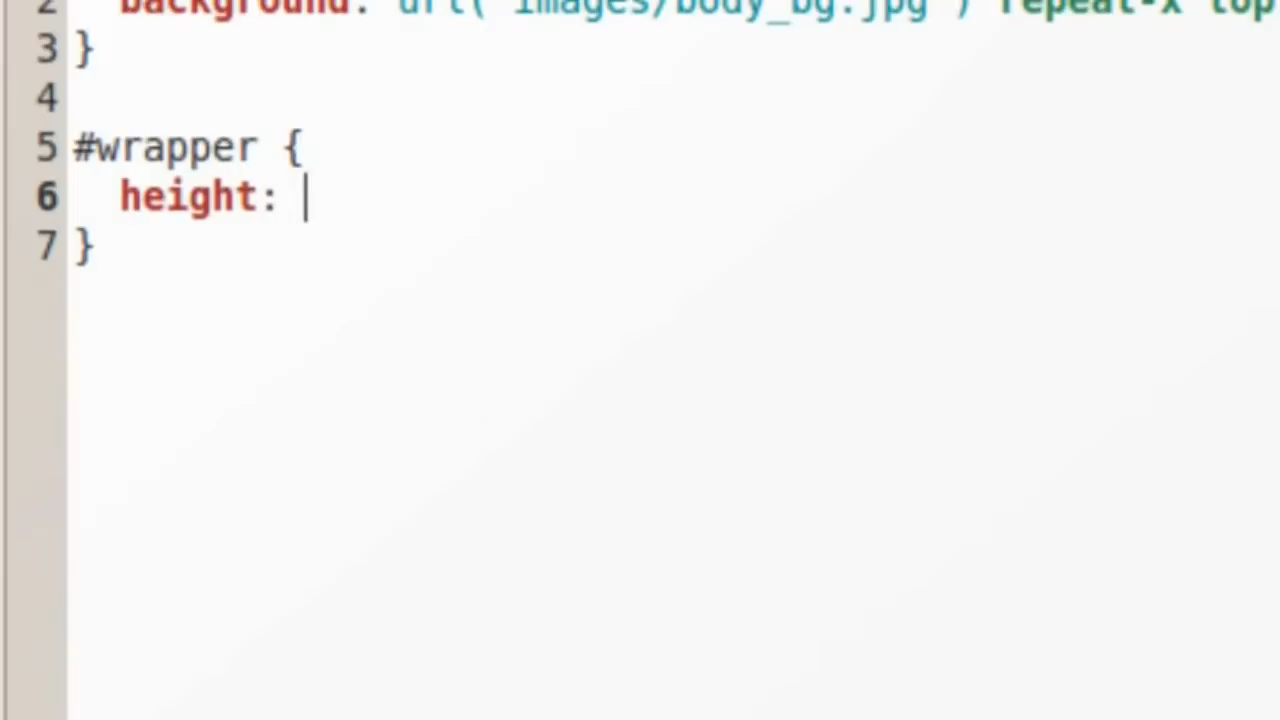 2 background: url( images/body_bg.jpg ) repeat-x top
3 }
4
5 #wrapper {
6 height:
7 }